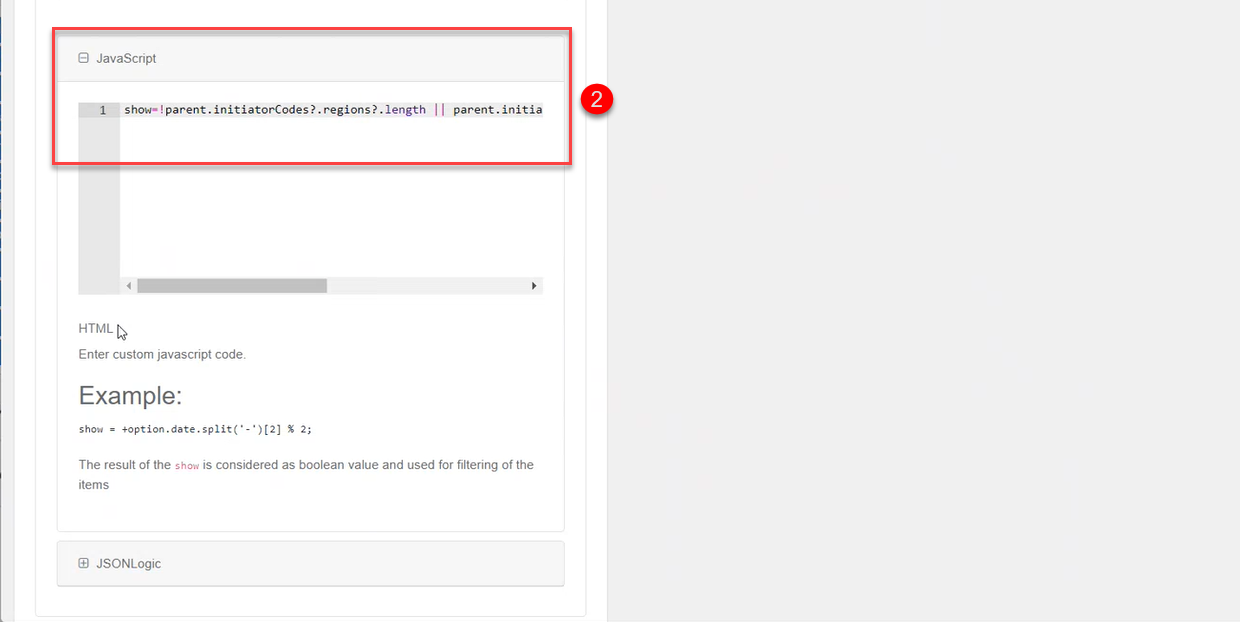 JavaScript
1 show=!parent.initiatorCodes?.regions?.length || parent.initia
2
HTML
Enter custom javascript code.
Example:
show = +option.date.split('-')[2] % 2;
The result of the show is considered as boolean value and used for filtering of the
items
JSONLogic